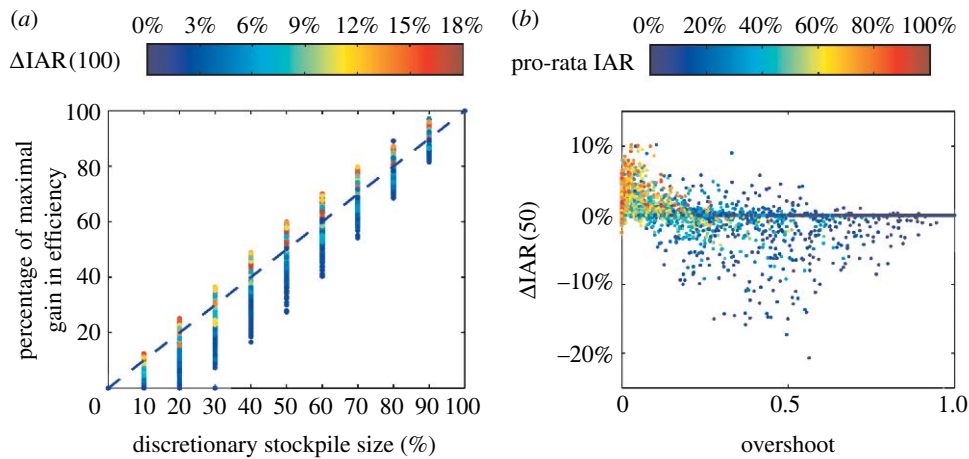 (a)
0% 3% 6% 9% 12% 15% 18%
ΔIAR(100)
percentage of maximal
gain in efficiency
100
80
60
40
20
0 10 20 30 40 50 60 70 80 90 100
discretionary stockpile size (%)
(b)
0% 20% 40% 60% 80% 100%
pro-rata IAR
ΔIAR(50)
10%
0%
−10%
−20%
0 0.5 1.0
overshoot